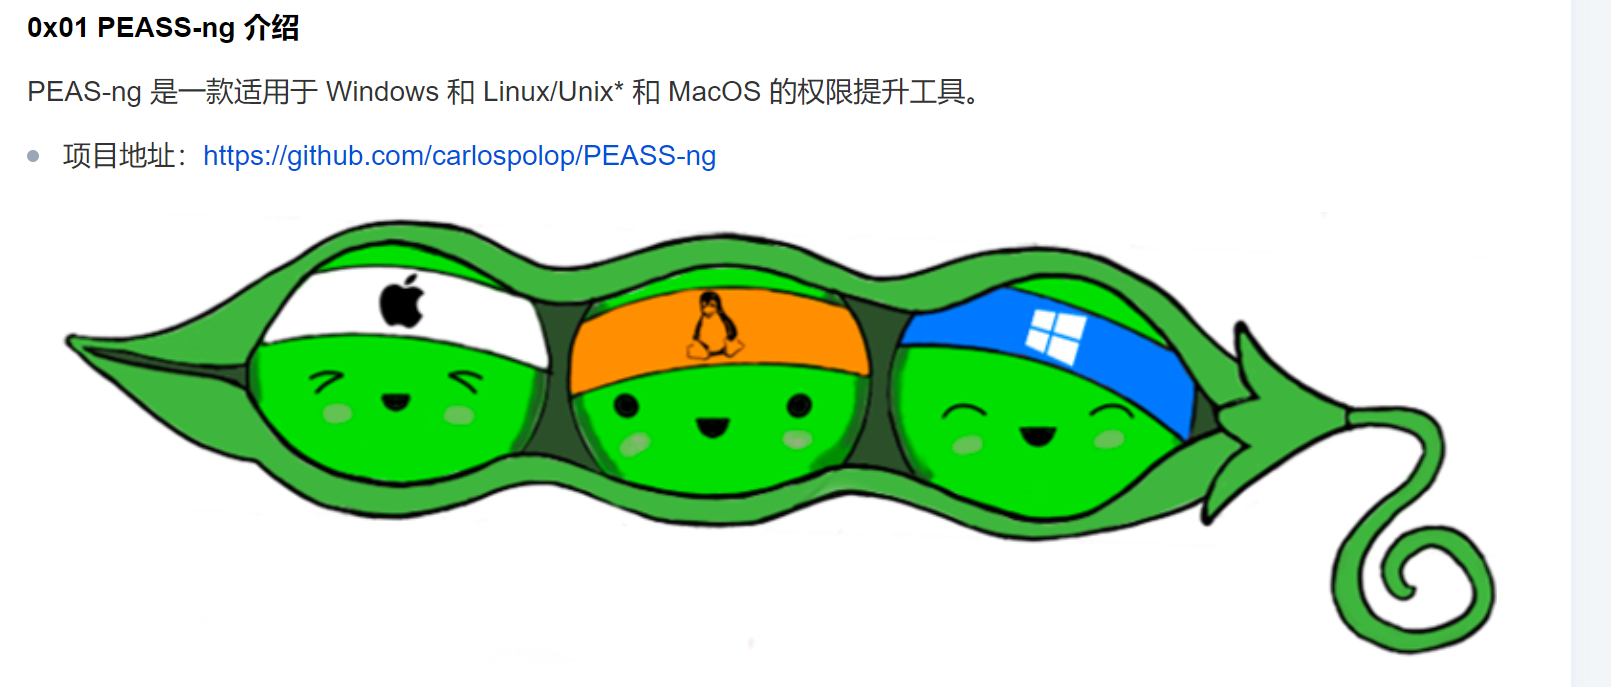 0x01 PEASS-ng 介绍
PEAS-ng 是一款适用于 Windows 和 Linux/Unix* 和 MacOS 的权限提升工具。
项目地址：https://github.com/carlospolop/PEASS-ng